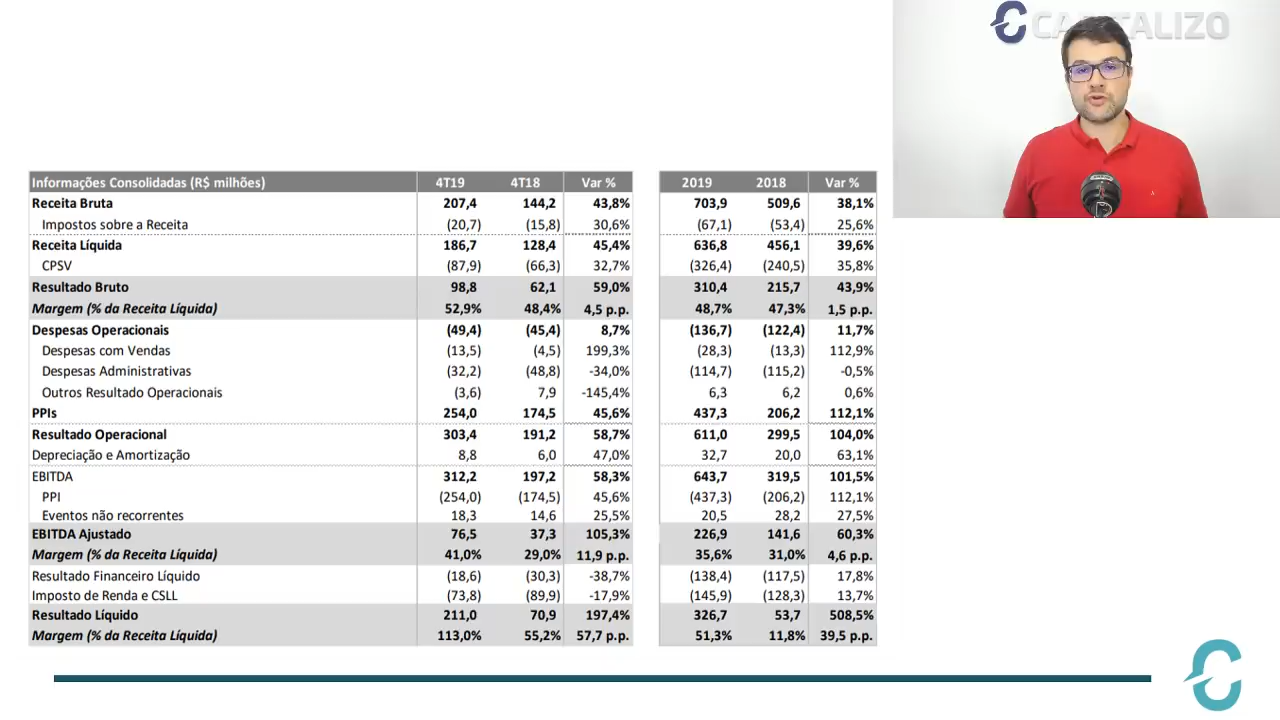 CAPITALIZO
Informações Consolidadas (R$ milhões) 4T19 4T18 Var % 2019 2018 Var %
Receita Bruta 207,4 144,2 43,8% 703,9 509,6 38,1%
Impostos sobre a Receita (20,7) (15,8) 30,6% (67,1) (53,4) 25,6%
Receita Líquida 186,7 128,4 45,4% 636,8 456,1 39,6%
CPSV (87,9) (66,3) 32,7% (326,4) (240,5) 35,8%
Resultado Bruto 98,8 62,1 59,0% 310,4 215,7 43,9%
Margem (% da Receita Líquida) 52,9% 48,4% 4,5 p.p. 48,7% 47,3% 1,5 p.p.
Despesas Operacionais (49,4) (45,4) 8,7% (136,7) (122,4) 11,7%
Despesas com Vendas (13,5) (4,5) 199,3% (28,3) (13,3) 112,9%
Despesas Administrativas (32,2) (48,8) -34,0% (114,7) (115,2) -0,5%
Outros Resultado Operacionais (3,6) 7,9 -145,4% 6,3 6,2 0,6%
PPIs 254,0 174,5 45,6% 437,3 206,2 112,1%
Resultado Operacional 303,4 191,2 58,7% 611,0 299,5 104,0%
Depreciação e Amortização 8,8 6,0 47,0% 32,7 20,0 63,1%
EBITDA 312,2 197,2 58,3% 643,7 319,5 101,5%
PPI (254,0) (174,5) 45,6% (437,3) (206,2) 112,1%
Eventos não recorrentes 18,3 14,6 25,5% 20,5 28,2 27,5%
EBITDA Ajustado 76,5 37,3 105,3% 226,9 141,6 60,3%
Margem (% da Receita Líquida) 41,0% 29,0% 11,9 p.p. 35,6% 31,0% 4,6 p.p.
Resultado Financeiro Líquido (18,6) (30,3) -38,7% (138,4) (117,5) 17,8%
Imposto de Renda e CSLL (73,8) (89,9) -17,9% (145,9) (128,3) 13,7%
Resultado Líquido 211,0 70,9 197,4% 326,7 53,7 508,5%
Margem (% da Receita Líquida) 113,0% 55,2% 57,7 p.p. 51,3% 11,8% 39,5 p.p.